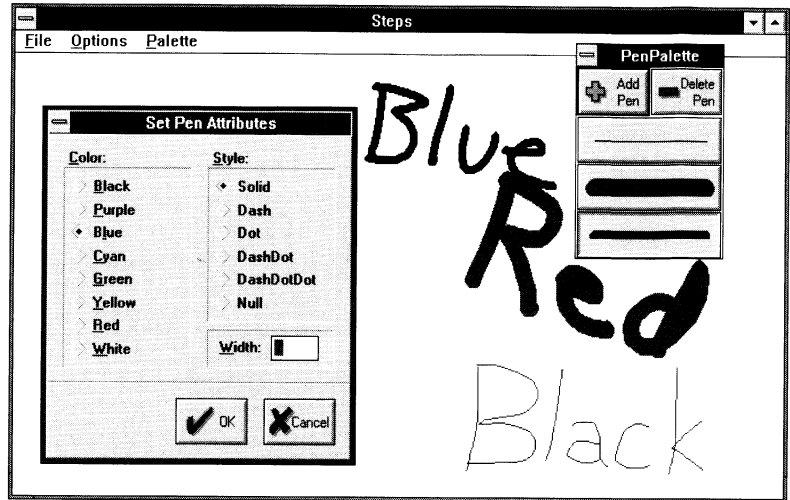 Steps
File Options Palette
PenPalette
Add Pen
Delete Pen
Blue
Red
Black
Set Pen Attributes
Color:
Black
Purple
Blue
Cyan
Green
Yellow
Red
White
Style:
Solid
Dash
Dot
DashDot
DashDotDot
Null
Width:
OK
Cancel